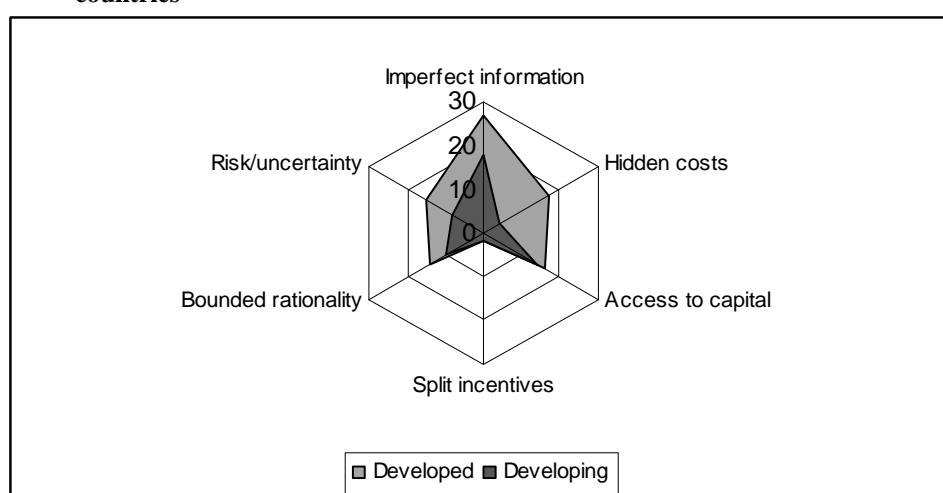 countries
Imperfect information
30
20
10
0
Risk/uncertainty
Hidden costs
Bounded rationality
Access to capital
Split incentives
Developed
Developing